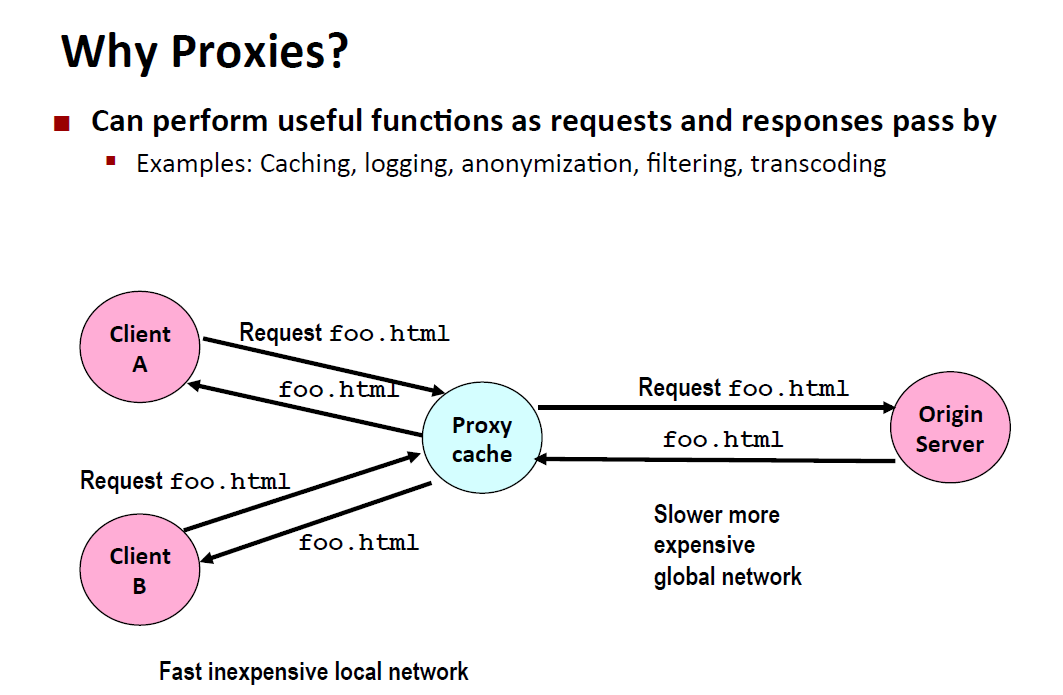 Why Proxies?
Can perform useful functions as requests and responses pass by
Examples: Caching, logging, anonymization, filtering, transcoding
Client
A
Request foo.html
foo.html
Proxy
cache
Request foo.html
foo.html
Origin
Server
Request foo.html
foo.html
Client
B
Slower more
expensive
global network
Fast inexpensive local network